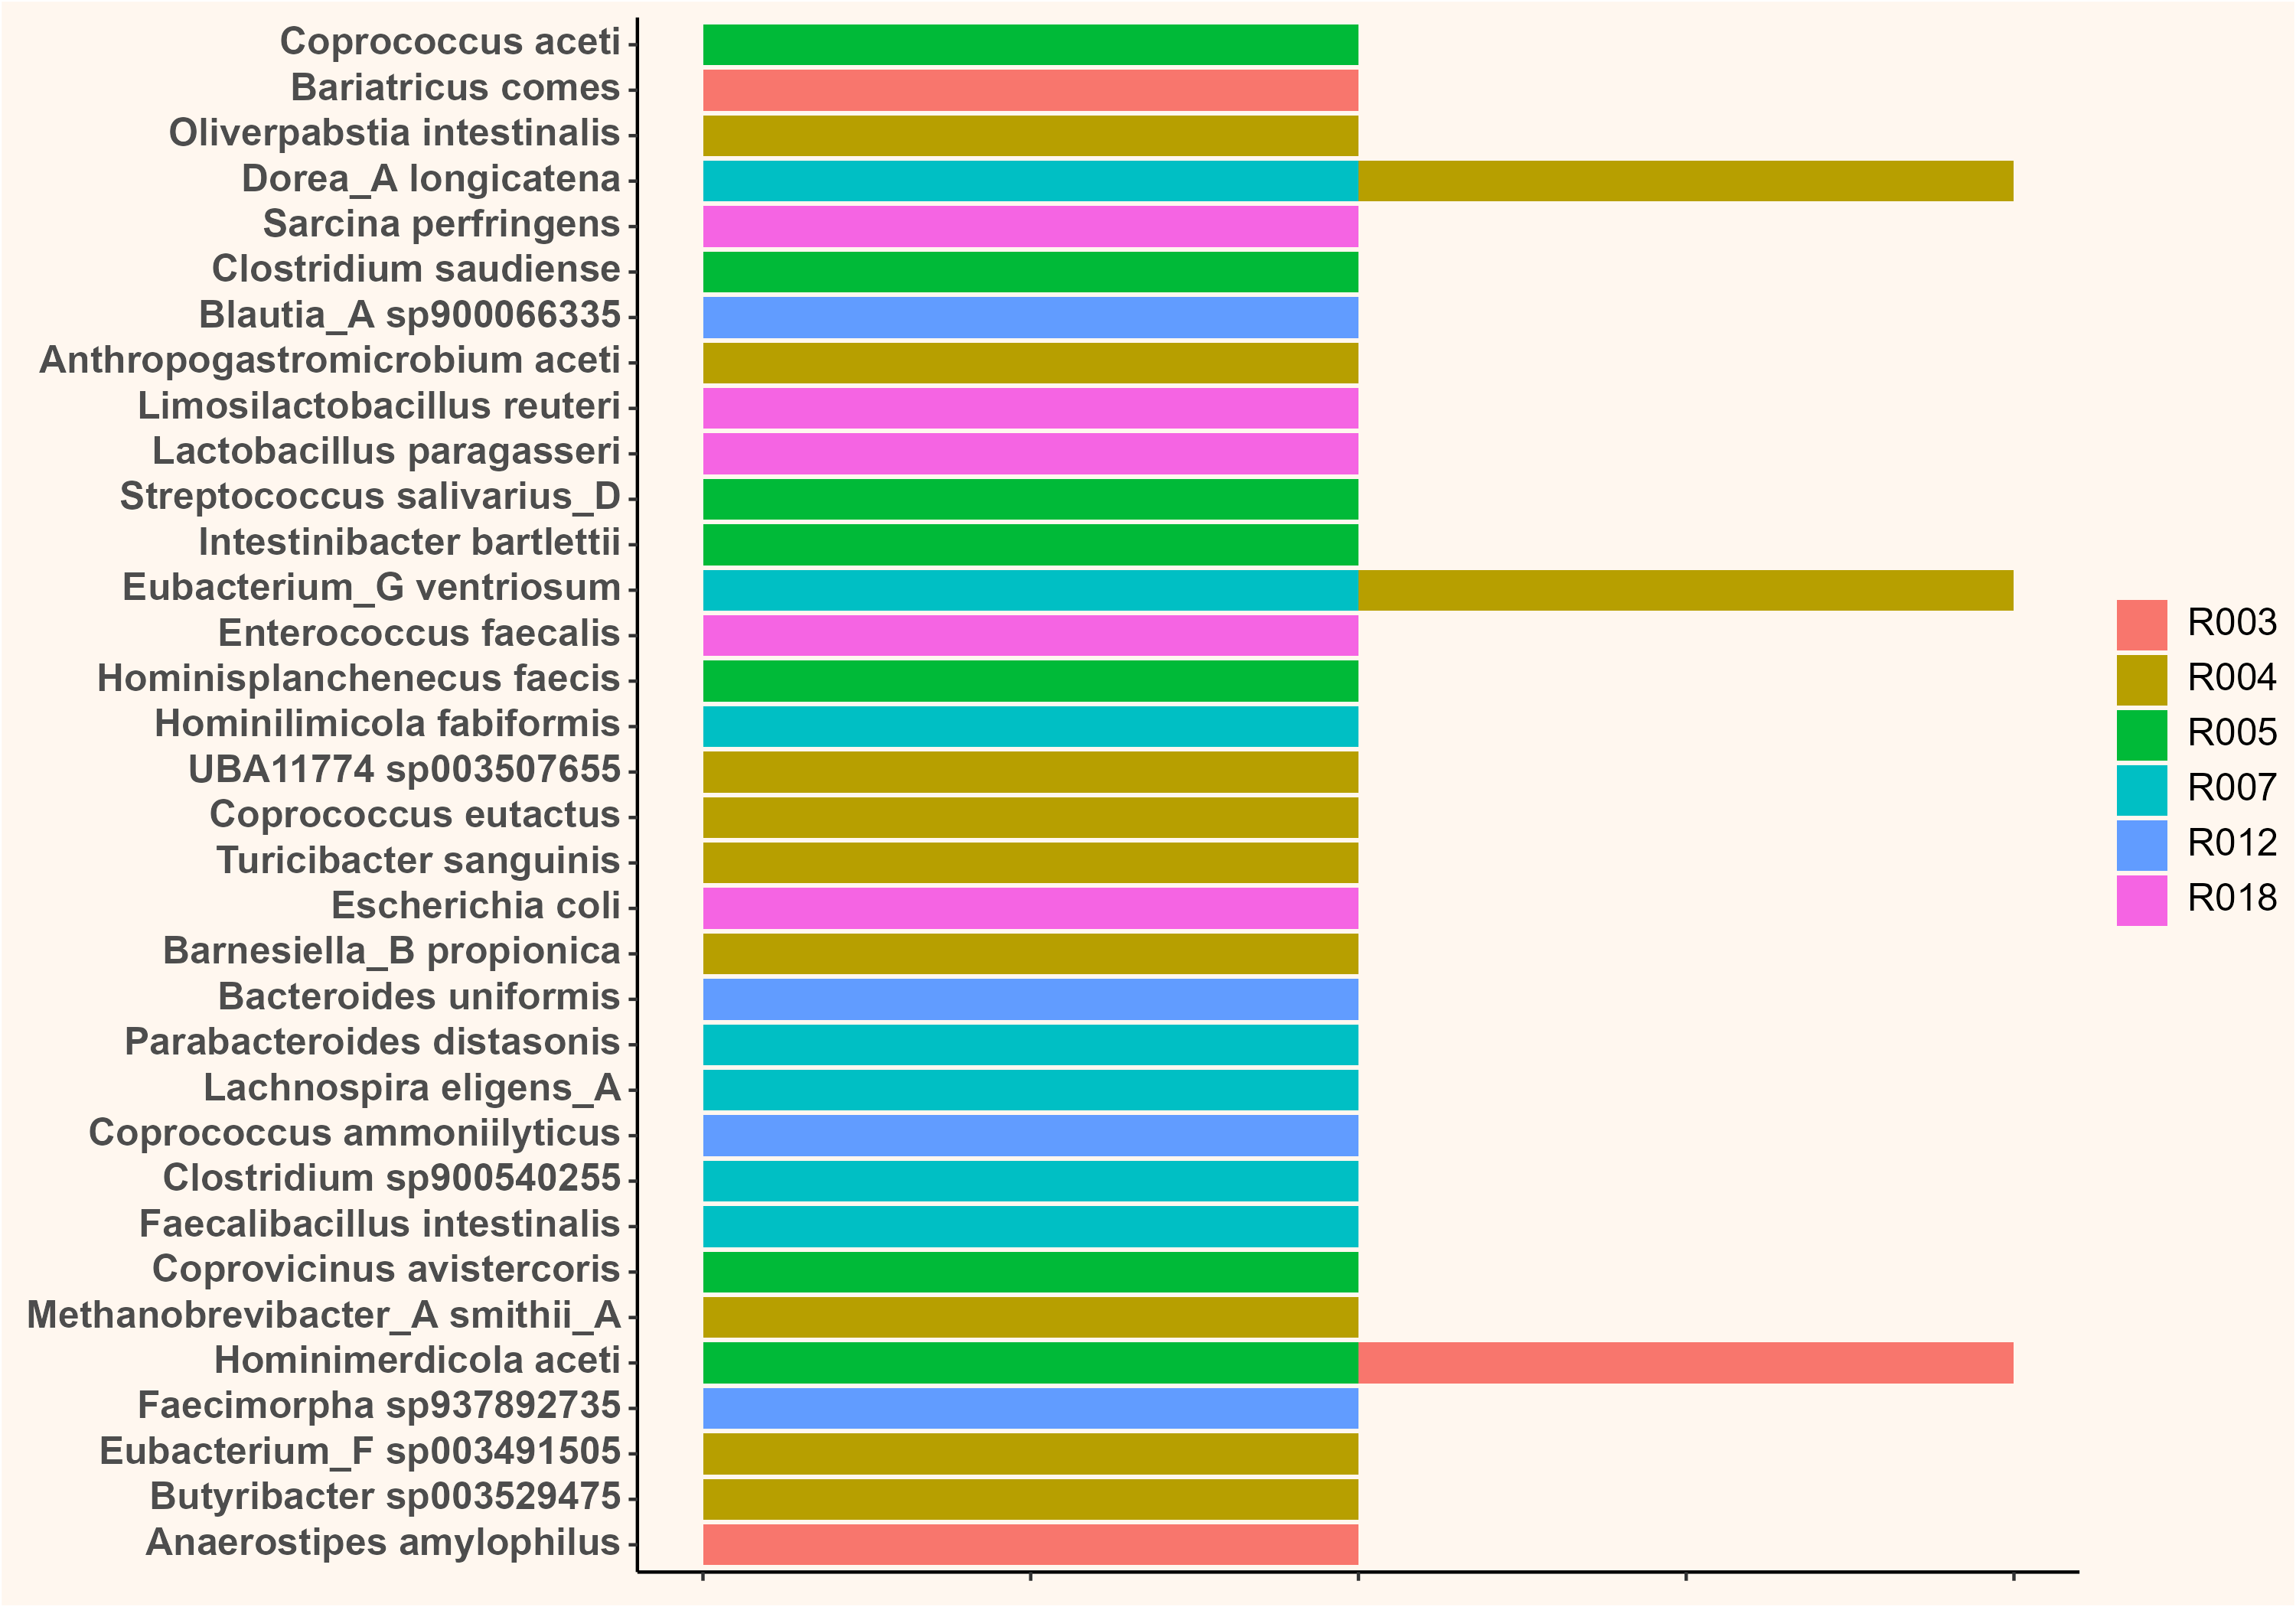 Coprococcus aceti
Bariatricus comes
Oliverpabstia intestinalis
Dorea_A longicatena
Sarcina perfringens
Clostridium saudiense
Blautia_A sp900066335
Anthropogastromicrobium aceti
Limosilactobacillus reuteri
Lactobacillus paragasseri
Streptococcus salivarius_D
Intestinibacter bartlettii
Eubacterium_G ventriosum
Enterococcus faecalis
Hominisplanchenecus faecis
Hominilimicola fabiformis
UBA11774 sp003507655
Coprococcus eutactus
Turicibacter sanguinis
Escherichia coli
Barnesiella_B propionica
Bacteroides uniformis
Parabacteroides distasonis
Lachnospira eligens_A
Coprococcus ammoniilyticus
Clostridium sp900540255
Faecalibacillus intestinalis
Coprovicinus avistercoris
Methanobrevibacter_A smithii_A
Hominimerdicola aceti
Faecimorpha sp937892735
Eubacterium_F sp003491505
Butyribacter sp003529475
Anaerostipes amylophilus
R003
R004
R005
R007
R012
R018